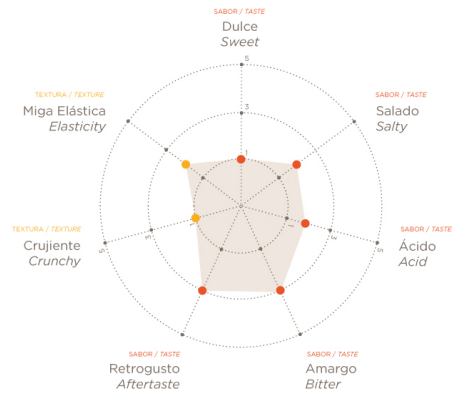 SABOR / TASTE
Dulce
Sweet
5
TEXTURA / TEXTURE
Miga Elástica
Elasticity
SABOR / TASTE
Salado
Salty
3
1
TEXTURA / TEXTURE
Crujiente
Crunchy
5
3
1
1
3
5
SABOR / TASTE
Ácido
Acid
SABOR / TASTE
Retrogusto
Aftertaste
SABOR / TASTE
Amargo
Bitter